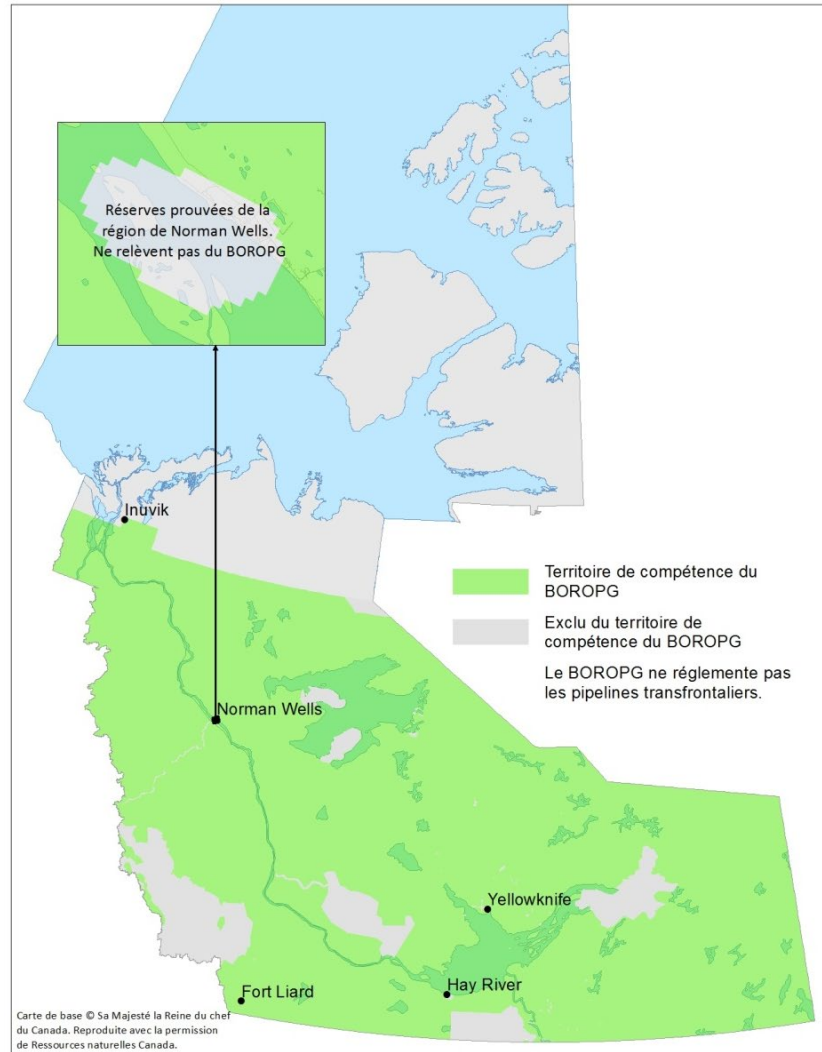 Réserves prouvées de la
région de Norman Wells.
Ne relèvent pas du BOROPG
Inuvik
Territoire de compétence du
BOROPG
Exclu du territoire de
compétence du BOROPG
Le BOROPG ne réglemente pas
les pipelines transfrontaliers.
Norman Wells
Yellowknife
Hay River
Fort Liard
Carte de base © Sa Majesté la Reine du chef
du Canada. Reproduite avec la permission
de Ressources naturelles Canada.